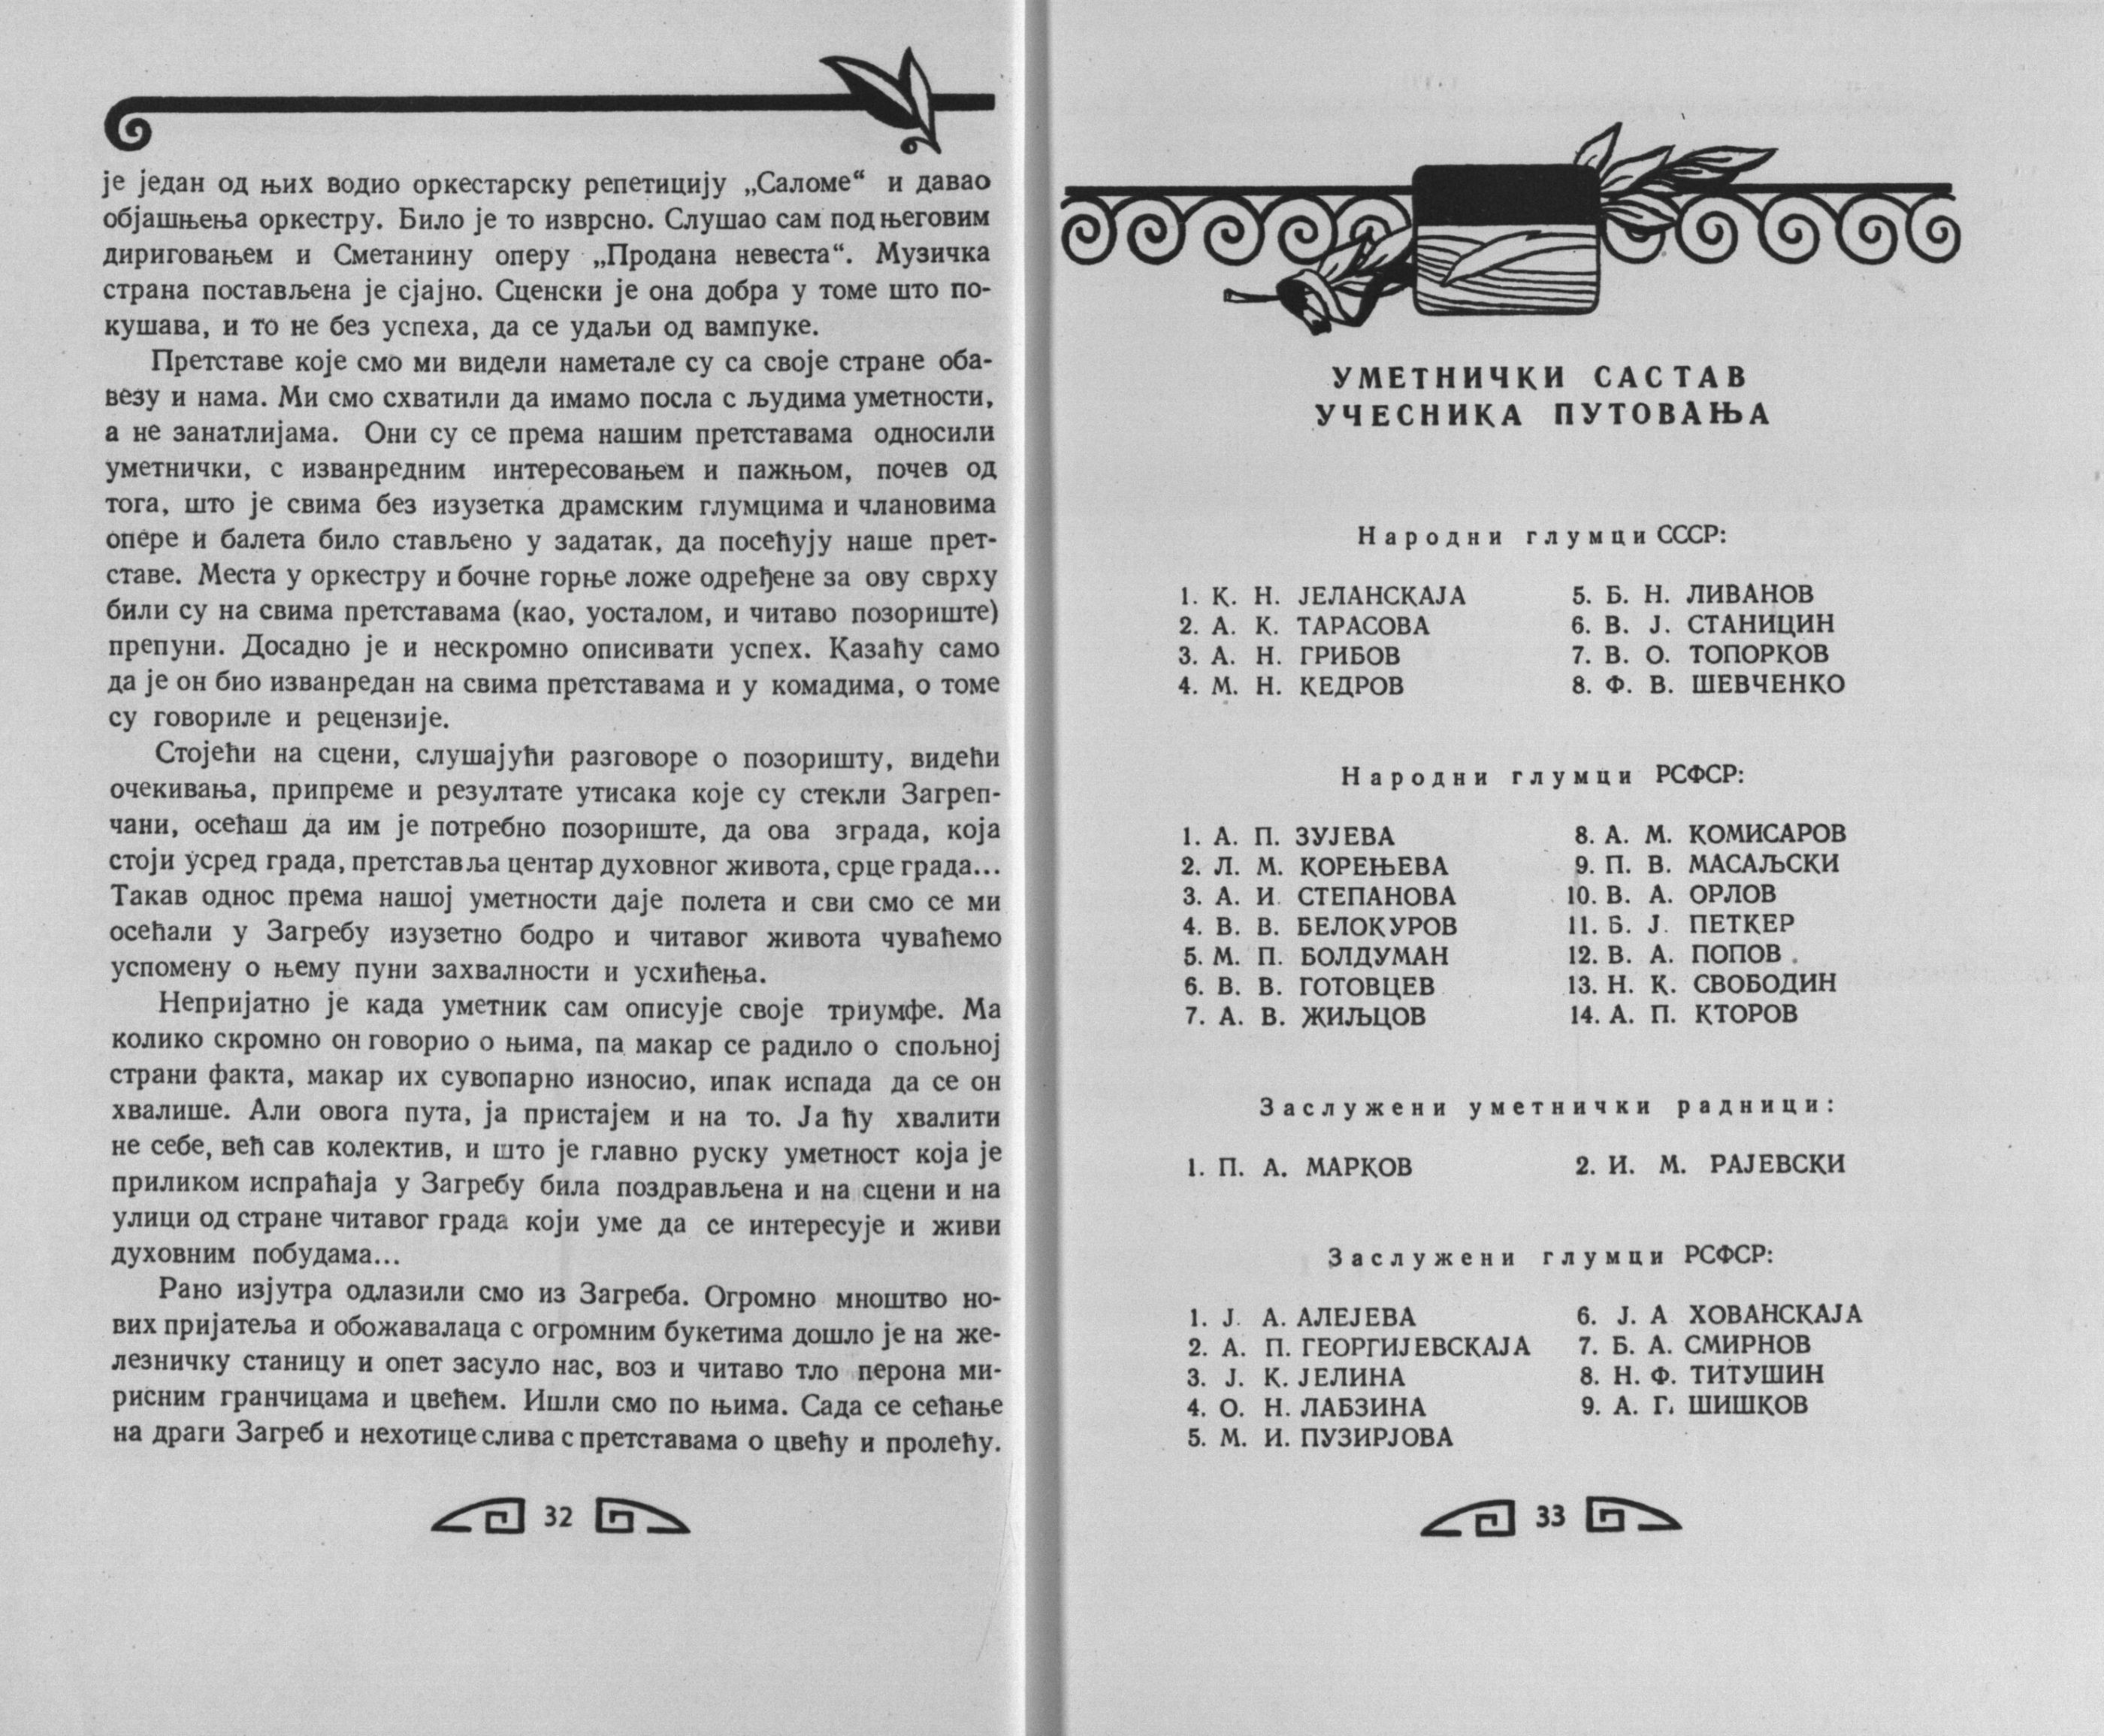 је један од њих водио оркестарску репетицију „Саломе“ и давао
објашњења оркестру. Било је то изврсно. Слушао сам под његовим
дириговањем и Сметанину оперу „Продана невеста“. Музичка
страна постављена је сјајно. Сценски је она добра у томе што по-
кушава, и то не без успеха, да се удаљи од вампуке.
Претставе које смо ми видели наметале су са своје стране оба-
везу и нама. Ми смо схватили да имамо посла с људима уметности,
а не занатлијама. Они су се према нашим претставама односили
уметнички, с изванредним интересовањем и пажњом, почев од
тога, што је свима без изузетка драмским глумцима и члановима
опере и балета било стављено у задатак, да посећују наше прет-
ставе. Места у оркестру и бочне горње ложе одређене за ову сврху
били су на свима претставама (као, уосталом, и читаво позориште)
препуни. Досадно је и нескромно описивати успех. Казаћу само
да је он био изванредан на свима претставама и у комадима, о томе
су говориле и рецензије.
Стојећи на сцени, слушајући разговоре о позоришту, видећи
очекивања, припреме и резултате утисака које су стекли Загреп-
чани, осећаш да им је потребно позориште, да ова зграда, која
стоји усред града, претставља центар духовног живота, срце града...
Такав однос према нашој уметности даје полета и сви смо се ми
осећали у Загребу изузетно бодро и читавог живота чуваћемо
успомену о њему пуни захвалности и усхићења.
Непријатно је када уметник сам описује своје триумфе. Ма
колико скромно он говорио о њима, па макар се радило о спољној
страни факта, макар их сувопарно износио, ипак испада да се он
хвалише. Али овога пута, ја пристајем и на то. Ја ћу хвалити
не себе, већ сав колектив, и што је главно руску уметност која је
приликом испраћаја у Загребу била поздрављена и на сцени и на
улици од стране читавог града који уме да се интересује и живи
духовним побудама...
Рано изјутра одлазили смо из Загреба. Огромно мноштво но-
вих пријатеља и обожавалаца с огромним букетима дошло је на же-
лезничку станицу и опет засуло нас, воз и читаво тло перона ми-
рисним гранчицама и цвећем. Ишли смо по њима. Сада се сећање
на драги Загреб и нехотице слива с претставама о цвећу и пролећу.
32
УМЕТНИЧКИ САСТАВ
УЧЕСНИКА ПУТОВАЊА
Народни глумци СССР:
1. К. Н. ЈЕЛАНСКАЈА
2. А. К. ТАРАСОВА
3. А. Н. ГРИБОВ
4. М. Н. КЕДРОВ
5. Б. Н. ЛИВАНОВ
6. В. Ј. СТАНИЦИН
7. В. О. ТОПОРКОВ
8. Ф. В. ШЕВЧЕНКО
Народни глумци РСФСР:
1. А. П. ЗУЈЕВА
2. Л. М. КОРЕЊЕВА
3. А. И. СТЕПАНОВА
4. В. В. БЕЛОКУРОВ
5. М. П. БОЛДУМАН
6. В. В. ГОТОВЦЕВ
7. А. В. ЖИЉЦОВ
8. А. М. КОМИСАРОВ
9. П. В. МАСАЉСКИ
10. В. А. ОРЛОВ
11. Б. Ј. ПЕТКЕР
12. В. А. ПОПОВ
13. Н. К. СВОБОДИН
14. А. П. КТОРОВ
Заслужени уметнички радници:
1. П. А. МАРКОВ
2. И. М. РАЈЕВСКИ
Заслужени глумци РСФСР:
1. Ј. А. АЛЕЈЕВА
2. А. П. ГЕОРГИЈЕВСКАЈА
3. Ј. К. ЈЕЛИНА
4. О. Н. ЛАБЗИНА
5. М. И. ПУЗИРЈОВА
6. Ј. А ХОВАНСКАЈА
7. Б. А. СМИРНОВ
8. Н. Ф. ТИТУШИН
9. А. Г. ШИШКОВ
33